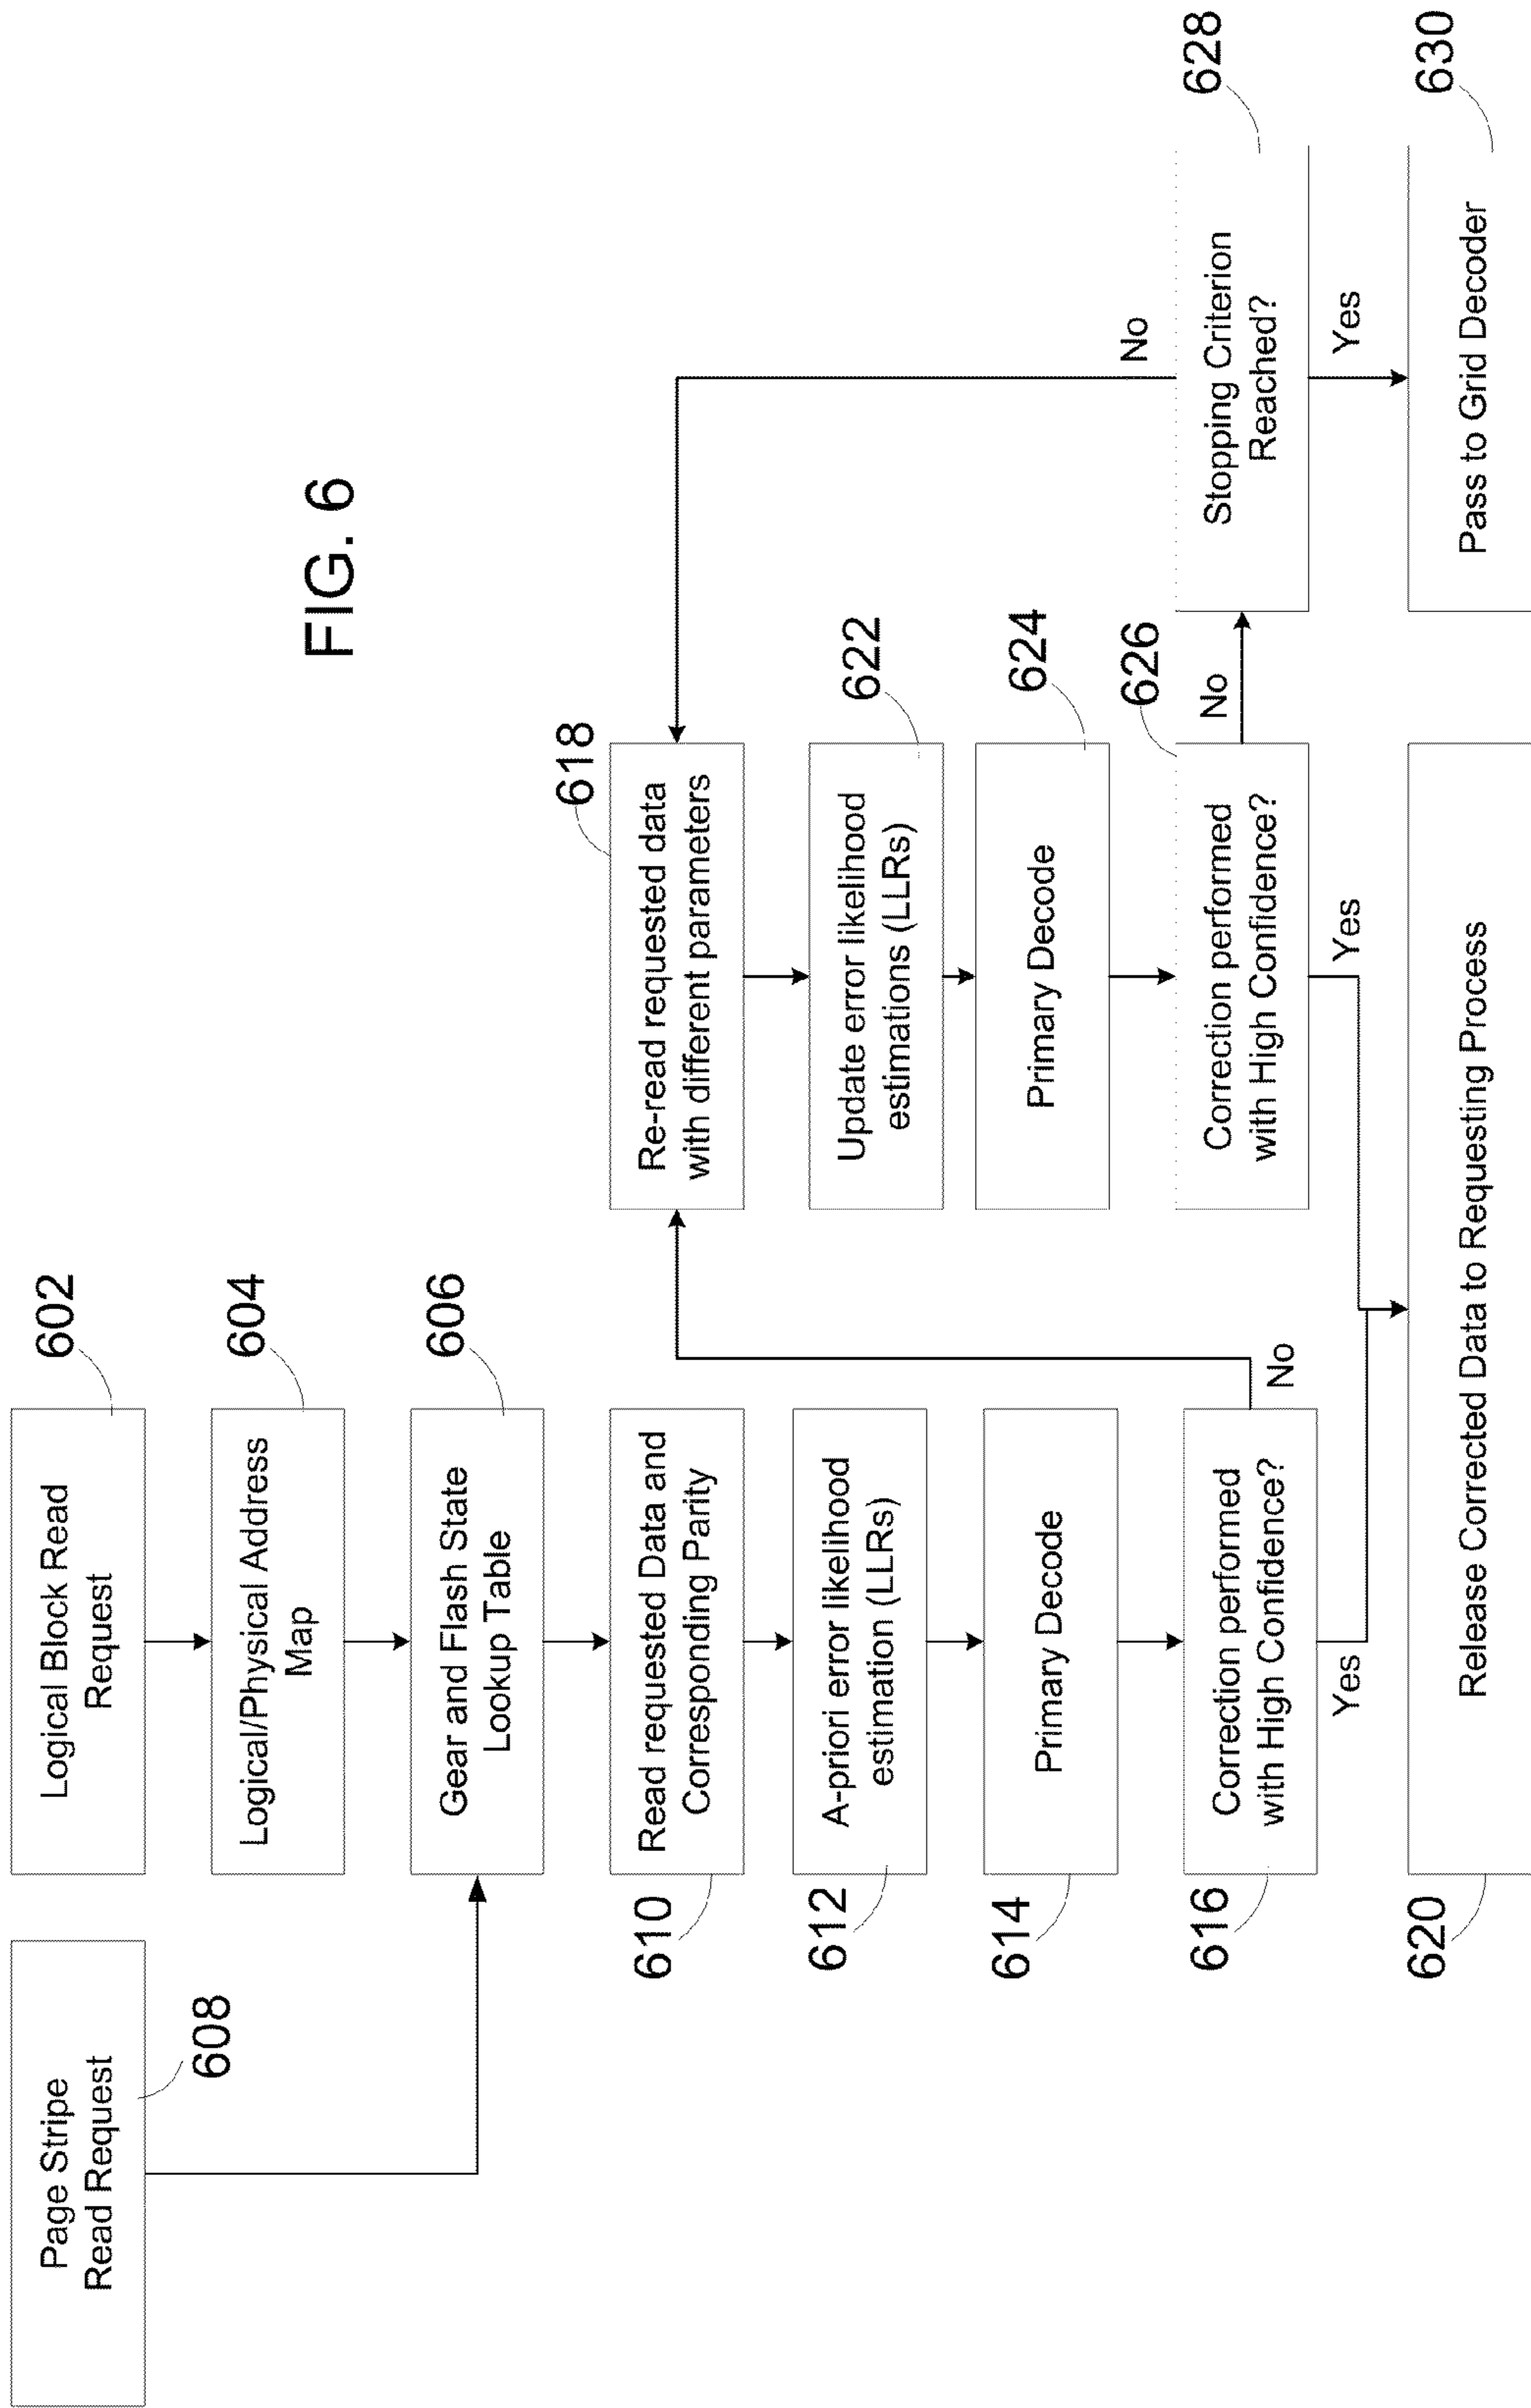 FIG. 6
Page Stripe
Read Request
608
Logical Block Read
Request
602
Logical/Physical Address
Map
604
Gear and Flash State
Lookup Table
606
Read requested Data and
Corresponding Parity
610
A-priori error likelihood
estimation (LLRs)
612
Primary Decode
614
Correction performed
with High Confidence?
616
No
Yes
Re-read requested data
with different parameters
618
Update error likelihood
estimations (LLRs)
622
Primary Decode
624
Correction performed
with High Confidence?
626
No
Yes
Stopping Criterion
Reached?
628
No
Yes
Release Corrected Data to Requesting Process
620
Pass to Grid Decoder
630